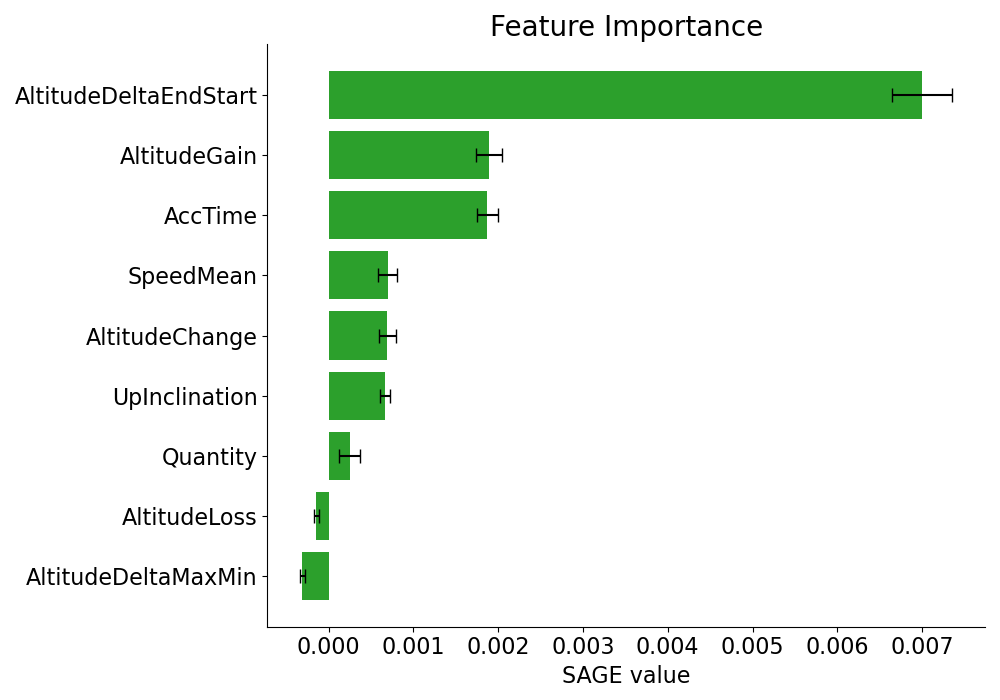 Feature Importance
AltitudeDeltaEndStart
AltitudeGain
AccTime
SpeedMean
AltitudeChange
UpInclination
Quantity
AltitudeLoss
AltitudeDeltaMaxMin
0.000 0.001 0.002 0.003 0.004 0.005 0.006 0.007
SAGE value